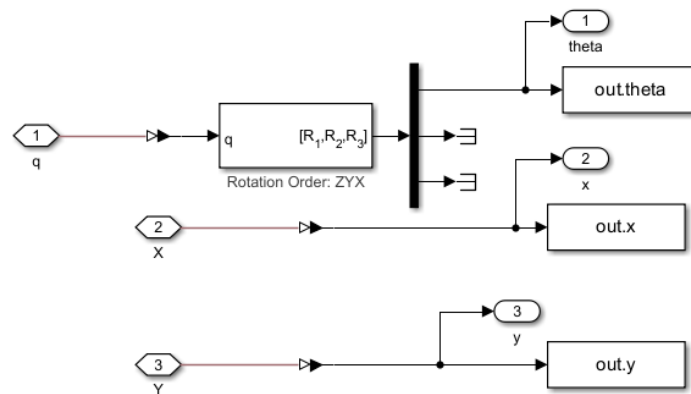 1
theta
out.theta
1
q
q
[R₁,R₂,R₃]
Rotation Order: ZYX
2
x
2
X
out.x
3
y
3
Y
out.y